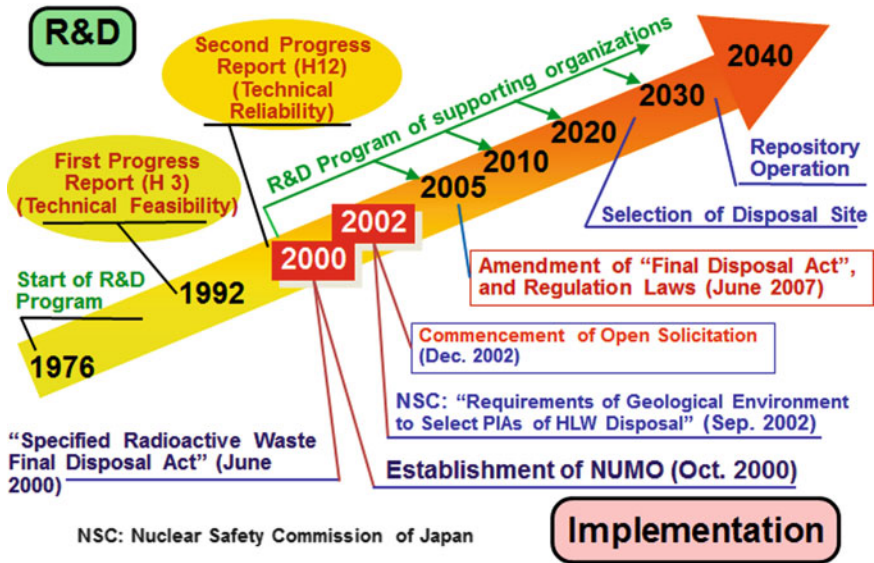 R&D
Second Progress
Report (H12)
(Technical
Reliability)
First Progress
Report (H 3)
(Technical Feasibility)
Start of R&D
Program
R&D Program of supporting organizations
1976
1992
2000
2002
2005
2010
2020
2030
2040
Repository
Operation
Selection of Disposal Site
Amendment of “Final Disposal Act”,
and Regulation Laws (June 2007)
Commencement of Open Solicitation
(Dec. 2002)
NSC: “Requirements of Geological Environment
to Select PIAs of HLW Disposal” (Sep. 2002)
“Specified Radioactive Waste
Final Disposal Act” (June
2000)
Establishment of NUMO (Oct. 2000)
NSC: Nuclear Safety Commission of Japan
Implementation